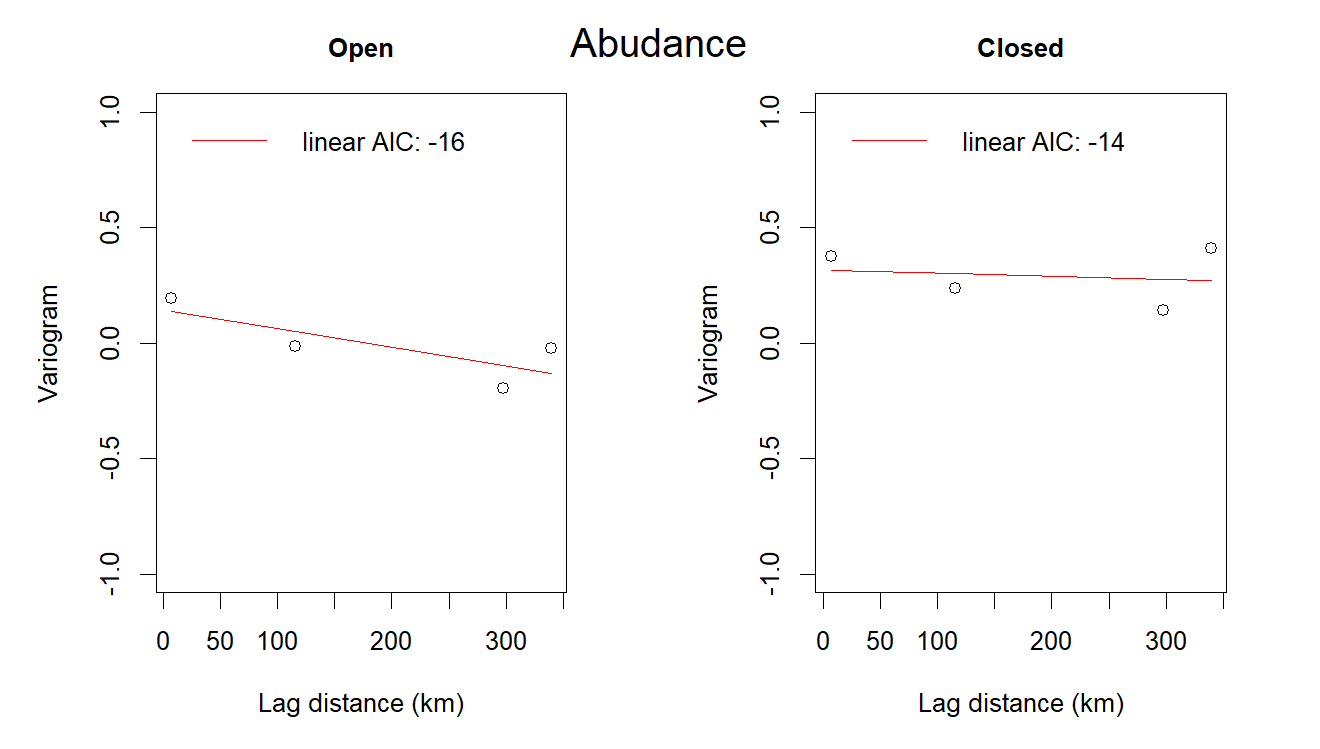 Abudance
Open
linear AIC: -16
1.0
0.5
0.0
-0.5
-1.0
Variogram
0 50 100 200 300
Lag distance (km)
Closed
linear AIC: -14
1.0
0.5
0.0
-0.5
-1.0
Variogram
0 50 100 200 300
Lag distance (km)